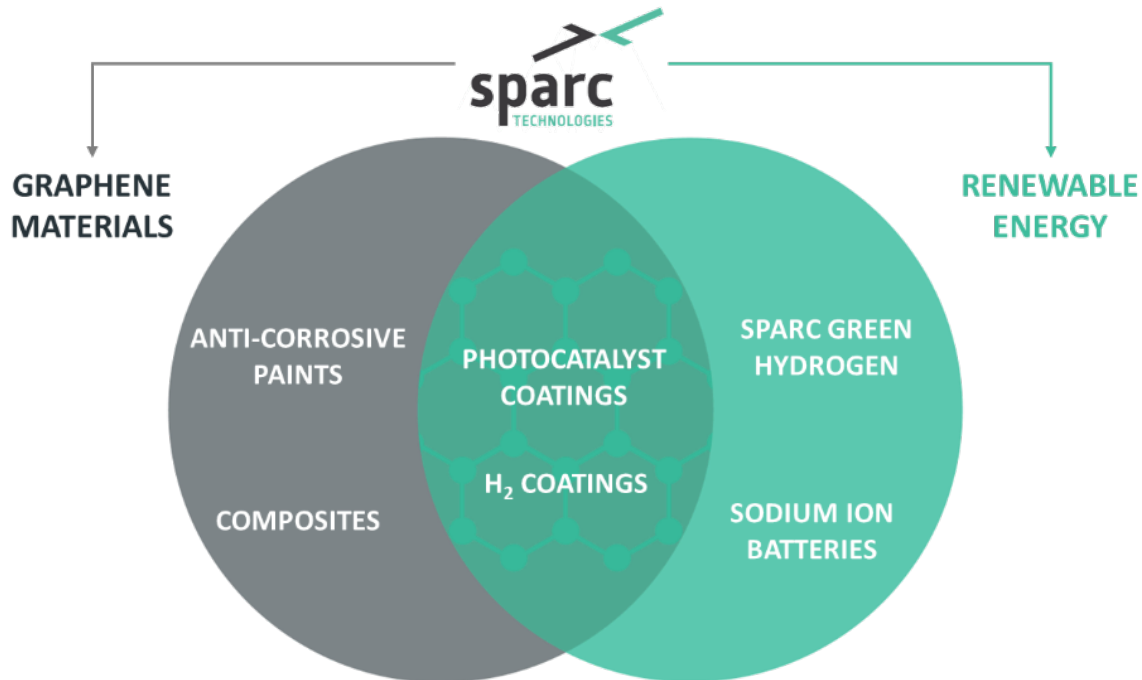 sparc
TECHNOLOGIES
GRAPHENE
MATERIALS
RENEWABLE
ENERGY
ANTI-CORROSIVE
PAINTS
COMPOSITES
PHOTOCATALYST
COATINGS
H₂ COATINGS
SPARC GREEN
HYDROGEN
SODIUM ION
BATTERIES